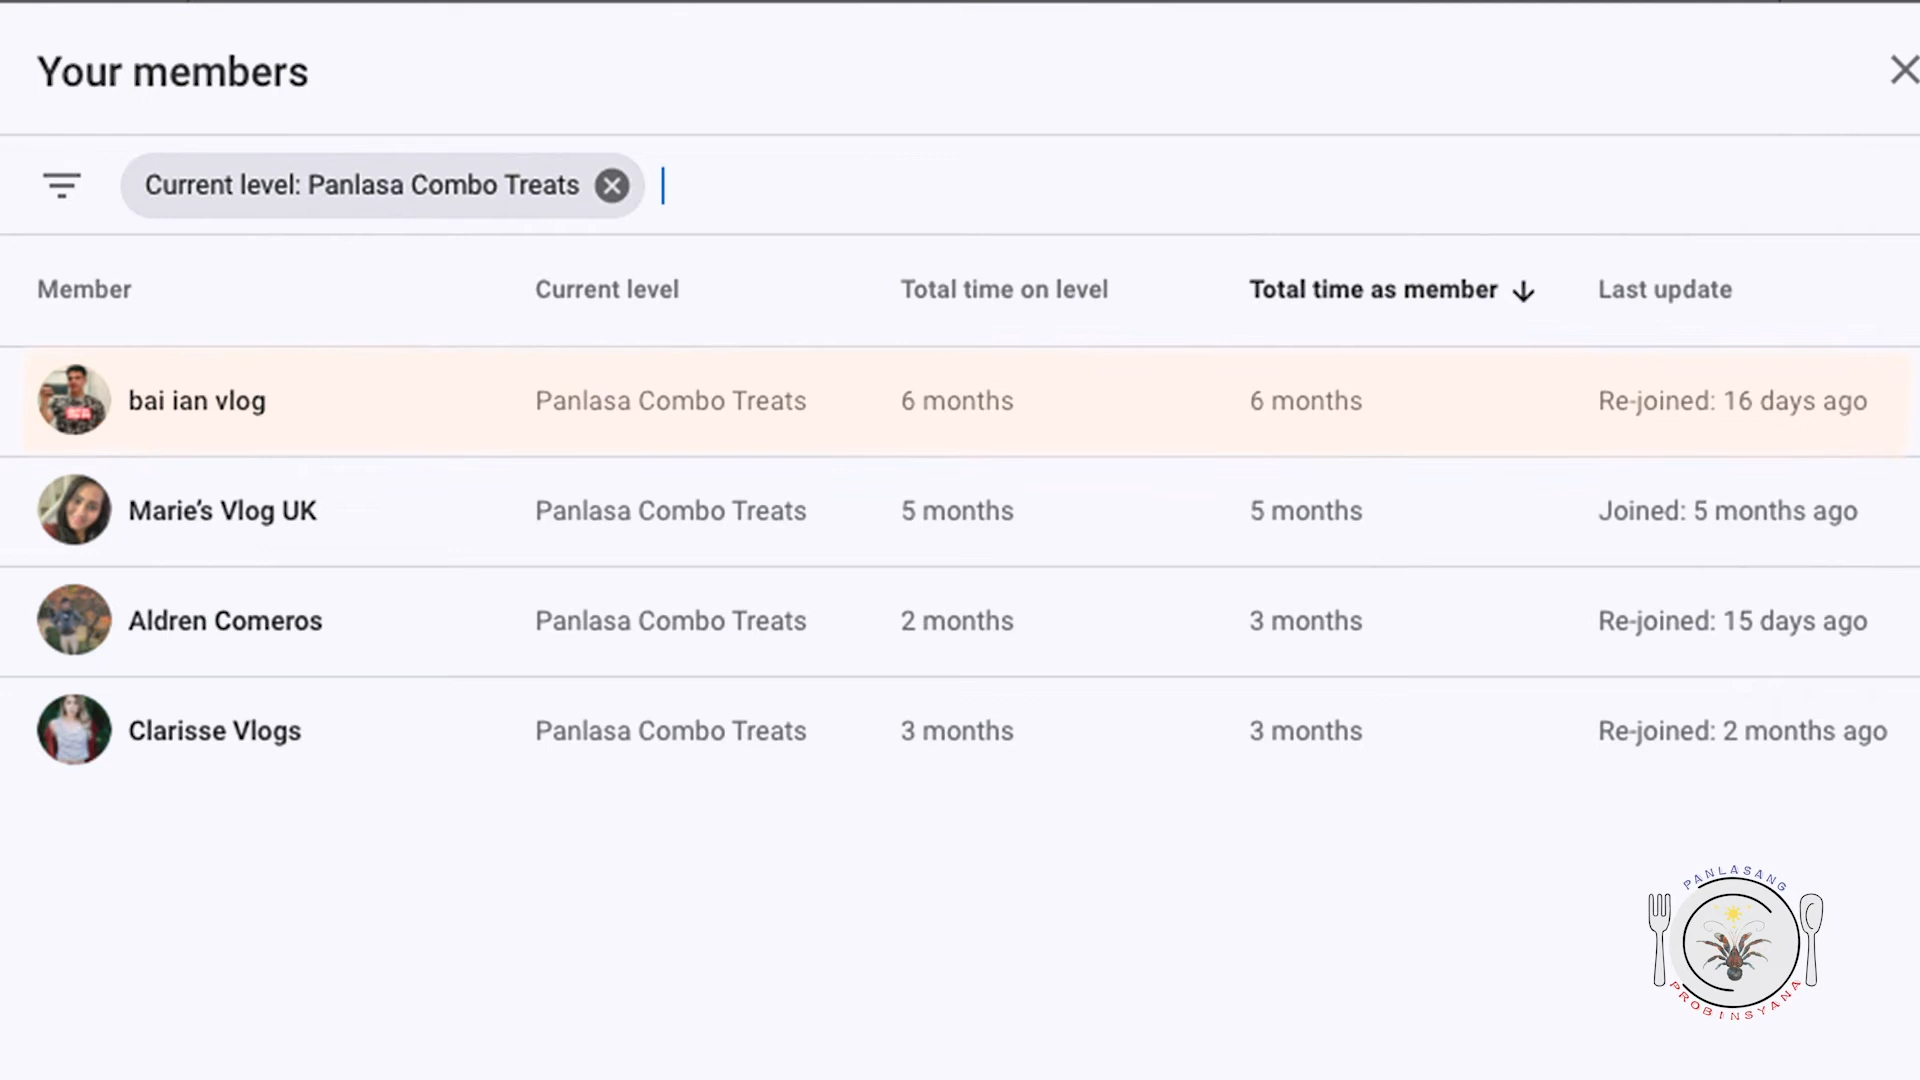 Your members
Current level: Panlasa Combo Treats
Member Current level Total time on level Total time as member Last update
bai ian vlog Panlasa Combo Treats 6 months 6 months Re-joined: 16 days ago
Marie’s Vlog UK Panlasa Combo Treats 5 months 5 months Joined: 5 months ago
Aldren Comeros Panlasa Combo Treats 2 months 3 months Re-joined: 15 days ago
Clarisse Vlogs Panlasa Combo Treats 3 months 3 months Re-joined: 2 months ago
PANLASANG
PROBINSYANA